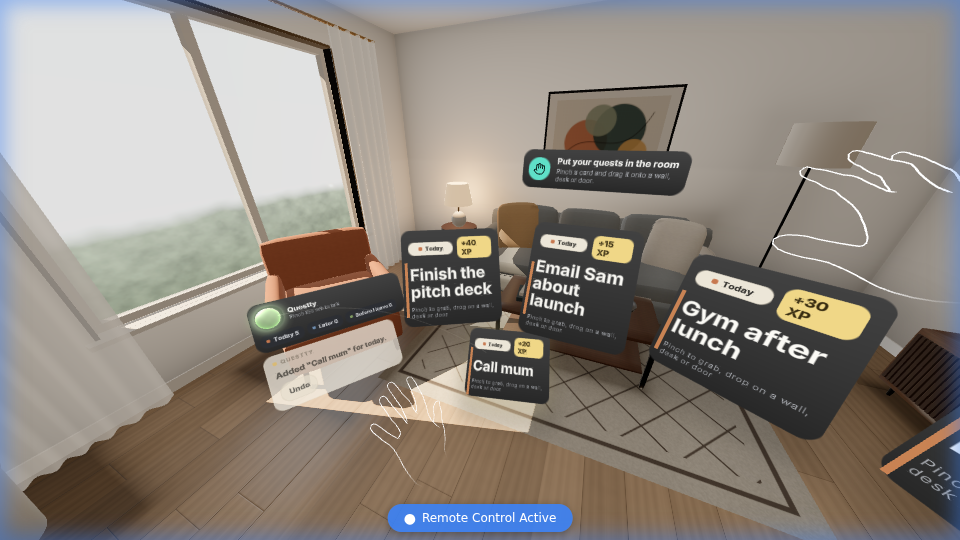 Put your quests in the room
Pinch a card and drag it onto a wall,
desk or door.
Today
+40
XP
Finish the
pitch deck
Pinch to grab, drop on a wall,
desk or door
Today
+15
XP
Email Sam
about
launch
Pinch to grab, drop on a wall,
desk or door
Today
+30
XP
Gym after
lunch
Pinch to grab, drop on a wall,
desk or door
Today
+20
XP
Call mum
Pinch to grab, drop on a wall,
desk or door
Questty
Today 5
Later 0
QUESTTY
Added "Call mum" for today.
Undo
Pinc
desk
Remote Control Active